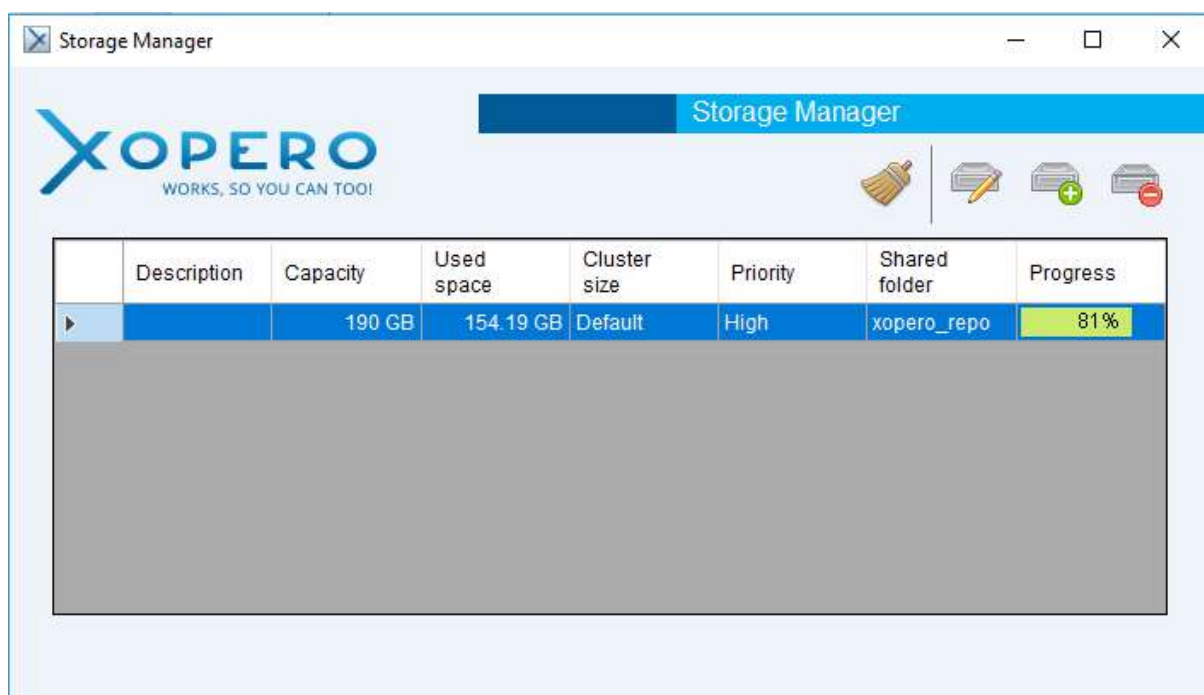 Storage Manager
Storage Manager
XOPERO
WORKS, SO YOU CAN TOO!
Description Capacity Used space Cluster size Priority Shared folder Progress
190 GB 154.19 GB Default High xopero_repo 81%